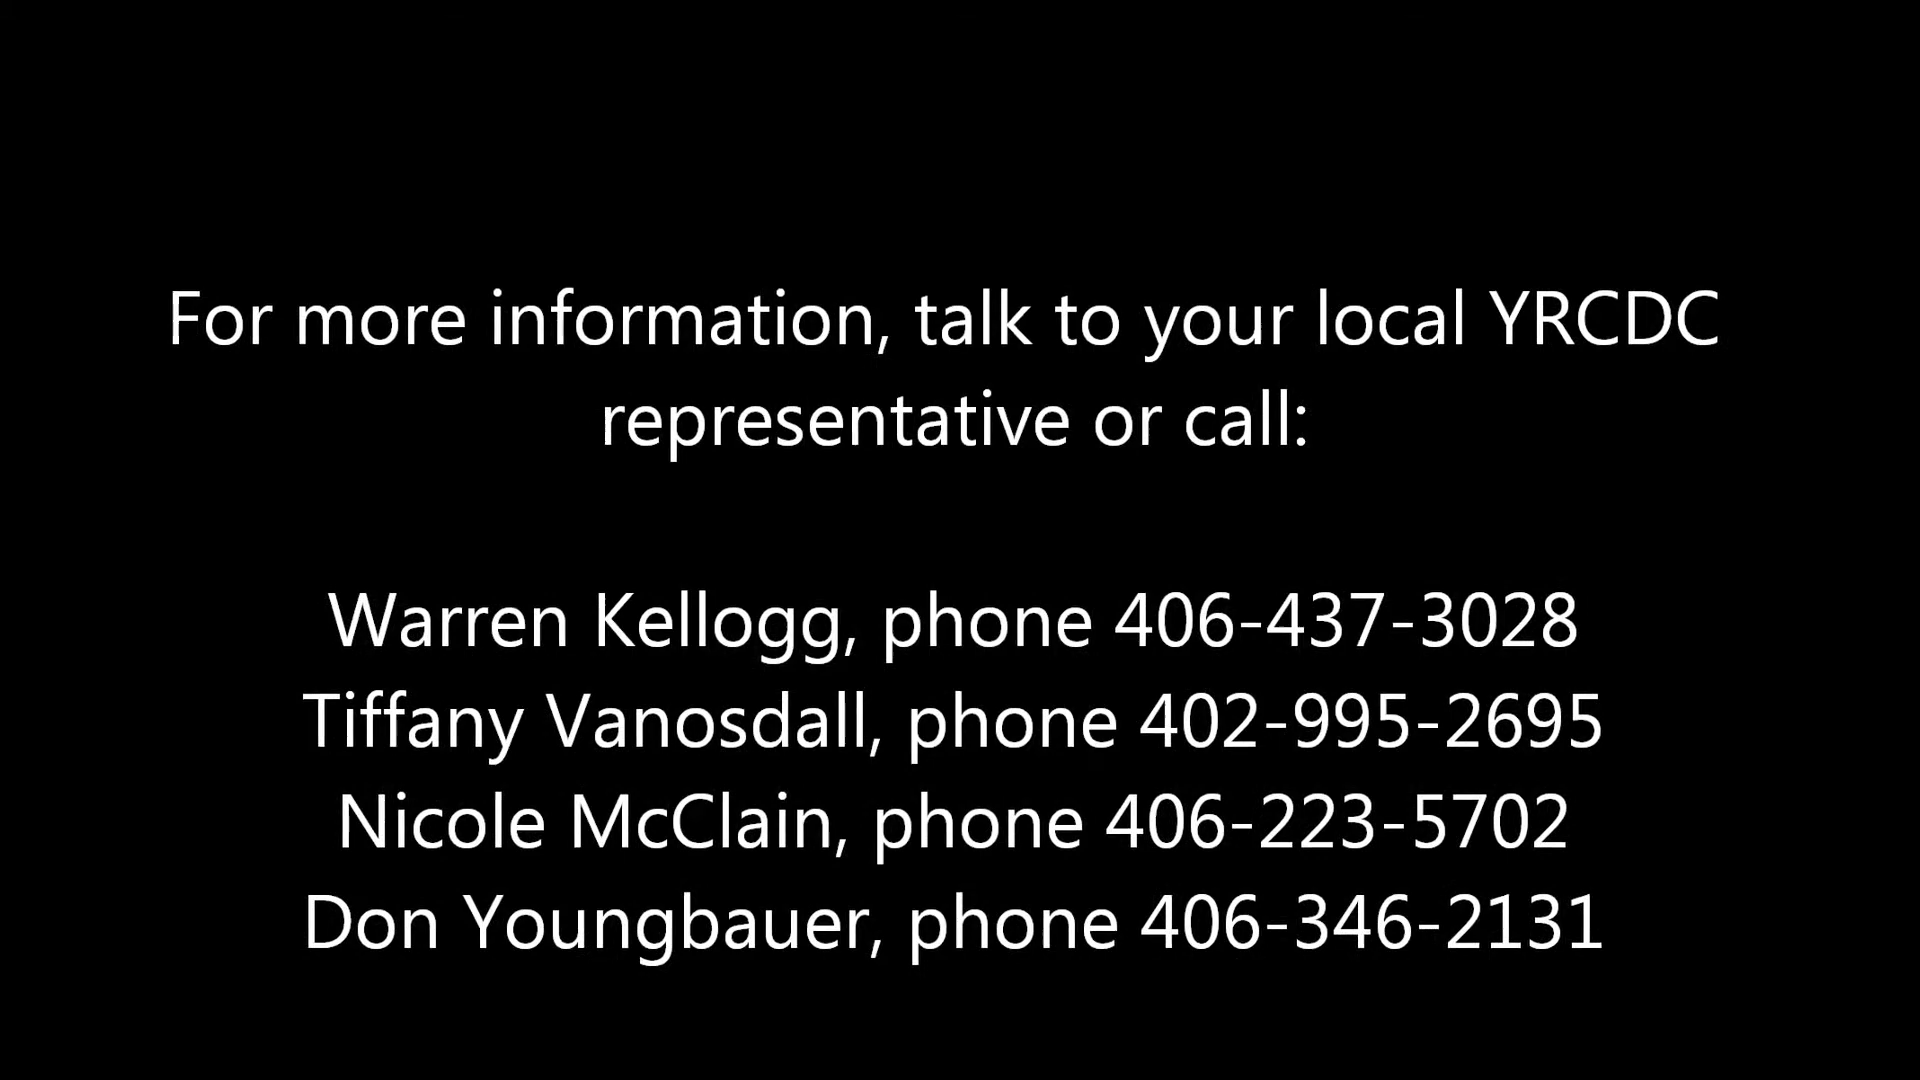 For more information, talk to your local YRCDC
representative or call:
Warren Kellogg, phone 406-437-3028
Tiffany Vanosdall, phone 402-995-2695
Nicole McClain, phone 406-223-5702
Don Youngbauer, phone 406-346-2131